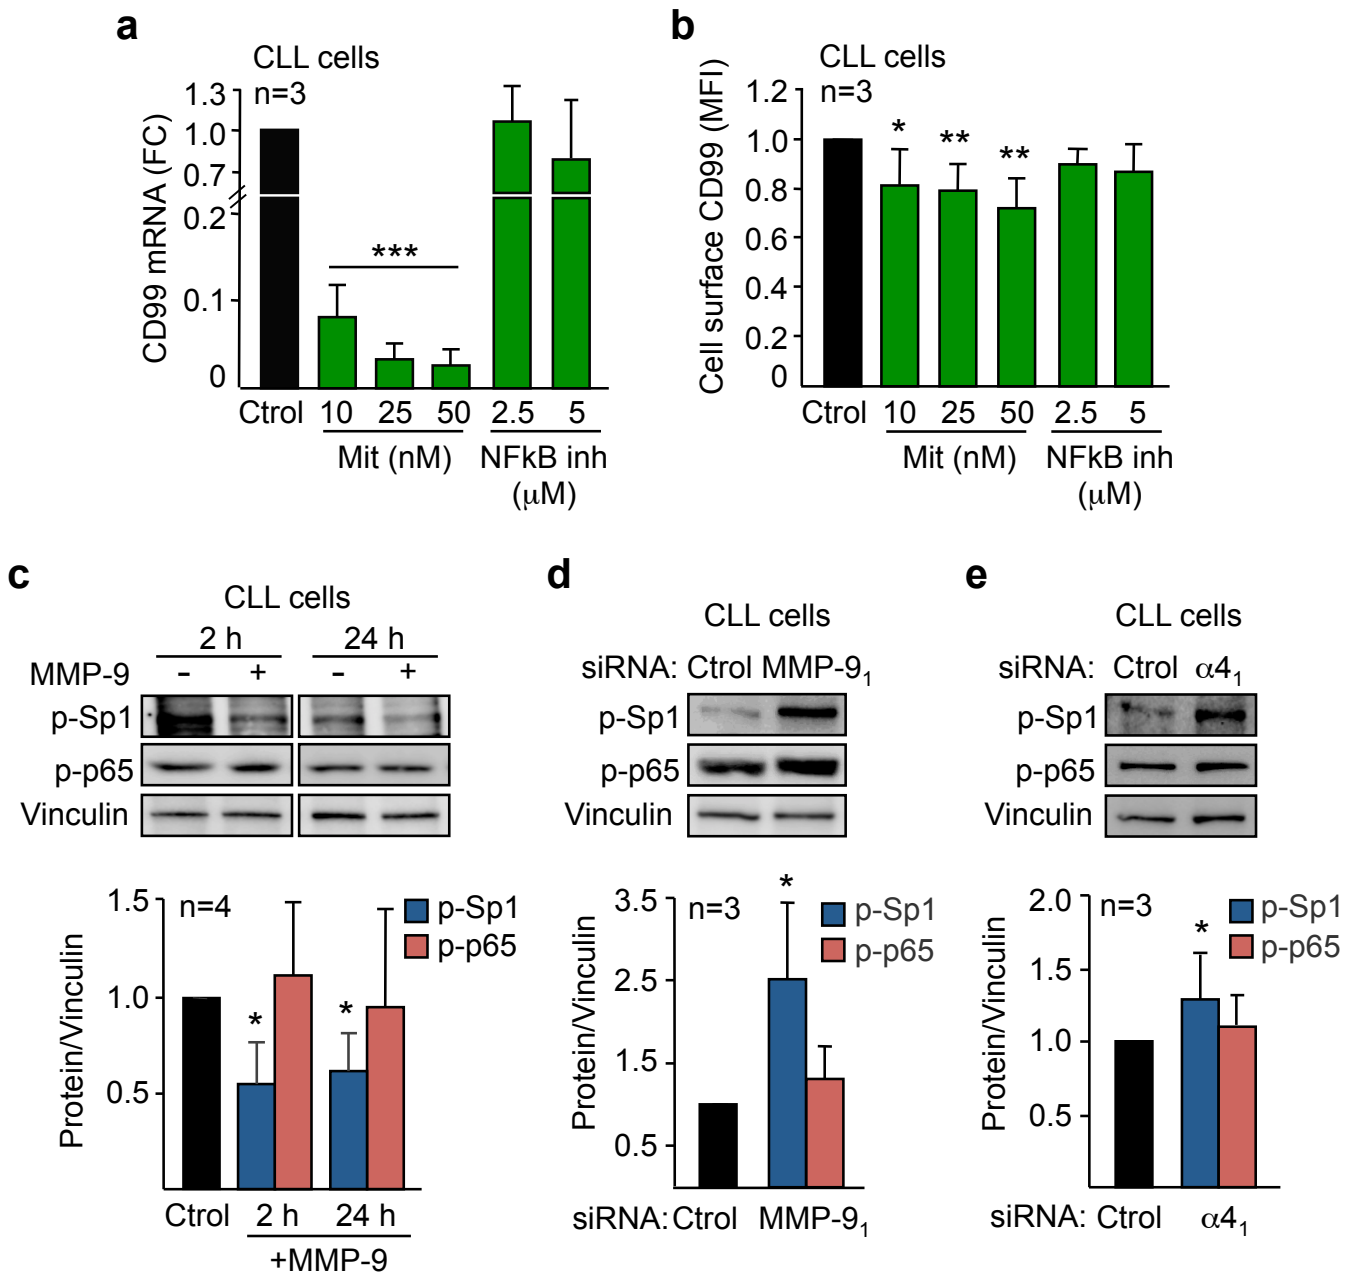 a
CLL cells
n=3
CD99 mRNA (FC)
1.3
1.0
0.7
0.2
0.1
0
***
Ctrol 10 25 50 2.5 5
Mit (nM) NFkB inh
(μM)
b
CLL cells
n=3
Cell surface CD99 (MFI)
1.2
1.0
0.8
0.6
0.4
0.2
0
* ** **
Ctrol 10 25 50 2.5 5
Mit (nM) NFkB inh
(μM)
c
CLL cells
2 h 24 h
MMP-9 - + - +
p-Sp1
p-p65
Vinculin
n=4
p-Sp1
p-p65
Protein/Vinculin
1.5
1.0
0.5
* *
Ctrol 2 h 24 h
+MMP-9
d
CLL cells
siRNA: Ctrol MMP-9₁
p-Sp1
p-p65
Vinculin
n=3
p-Sp1
p-p65
Protein/Vinculin
3.5
2.5
1.5
0.5
*
siRNA: Ctrol MMP-9₁
e
CLL cells
siRNA: Ctrol α4₁
p-Sp1
p-p65
Vinculin
n=3
p-Sp1
p-p65
Protein/Vinculin
2.0
1.5
1.0
0.5
*
siRNA: Ctrol α4₁